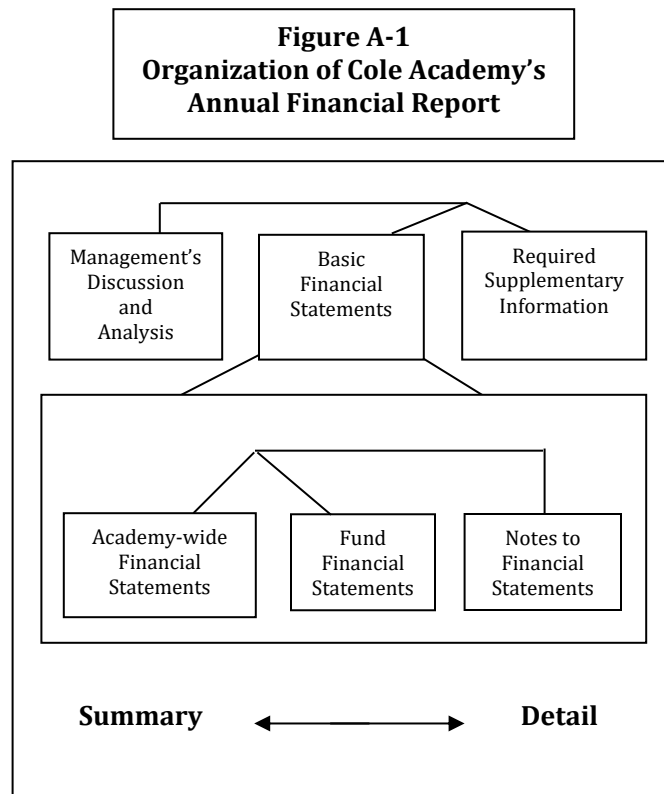 Figure A-1
Organization of Cole Academy’s
Annual Financial Report
Management’s
Discussion
and
Analysis
Basic
Financial
Statements
Required
Supplementary
Information
Academy-wide
Financial
Statements
Fund
Financial
Statements
Notes to
Financial
Statements
Summary
Detail